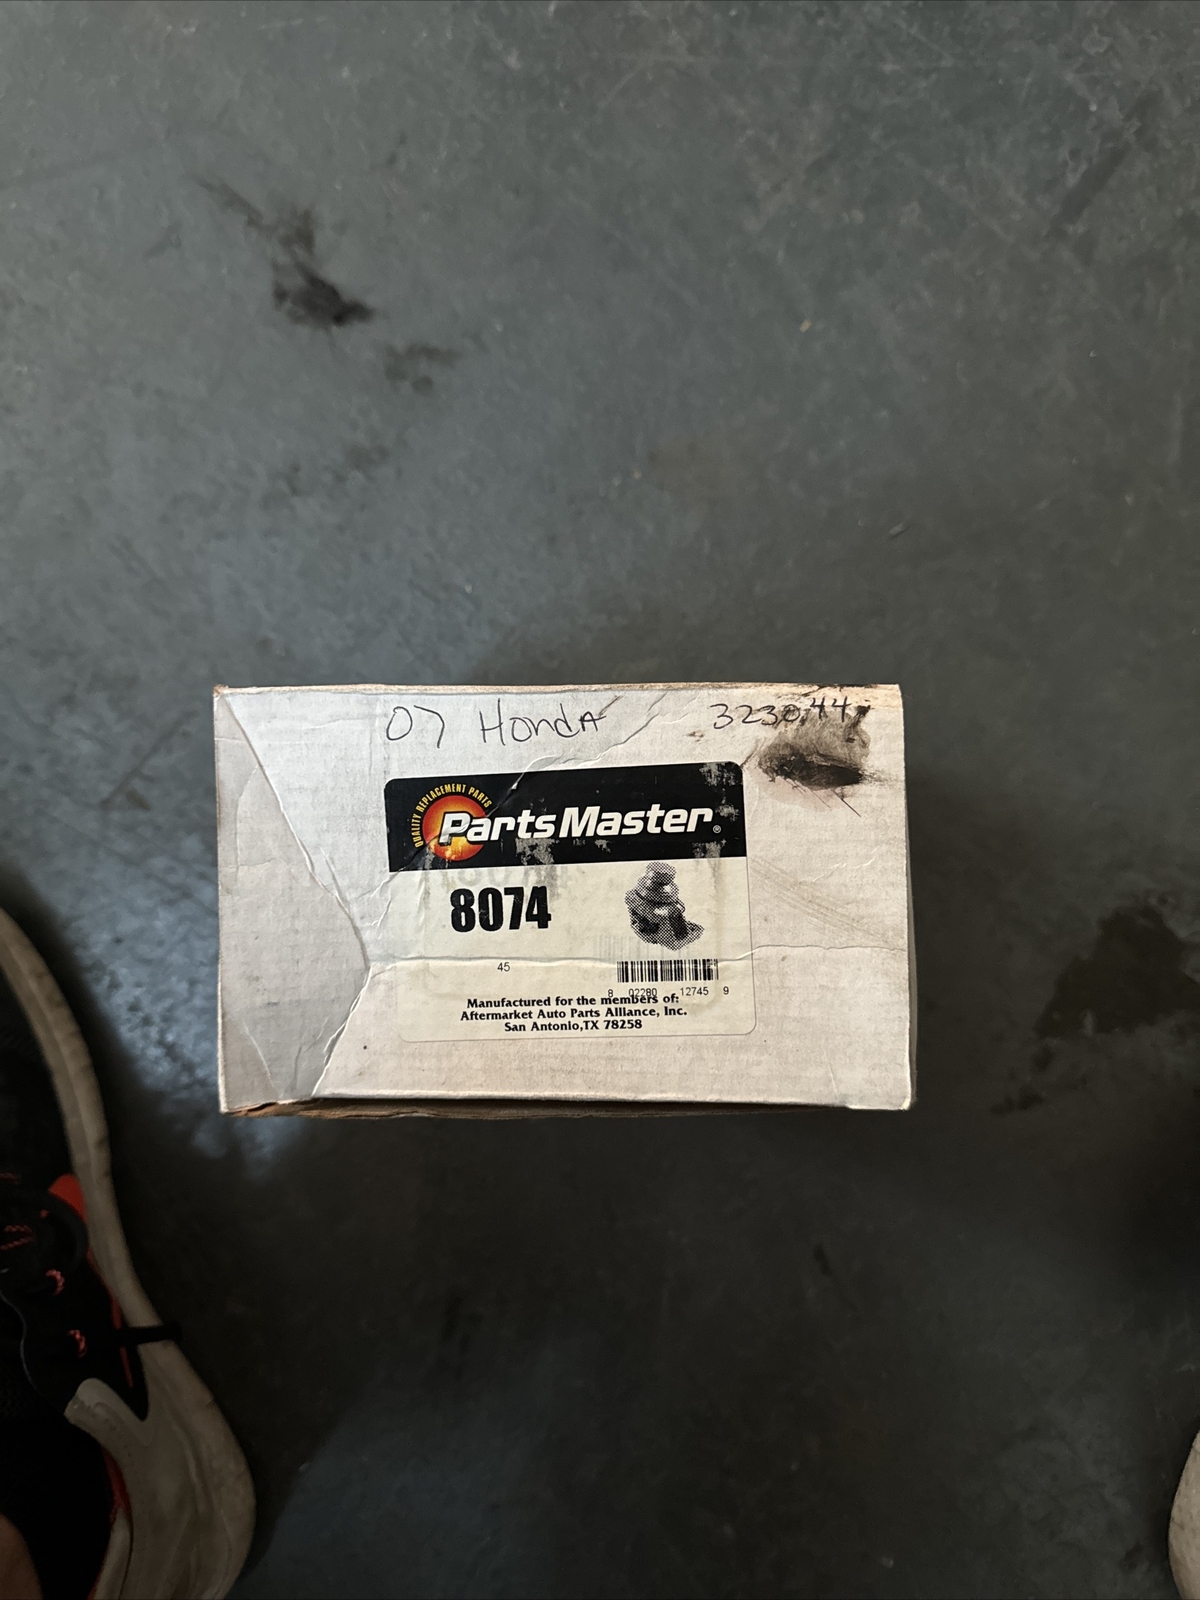 07 Honda
QUALITY REPLACEMENT PARTS
PartsMaster®
8074
45
8 02280 12745 9
Manufactured for the members of:
Aftermarket Auto Parts Alliance, Inc.
San Antonio,TX 78258